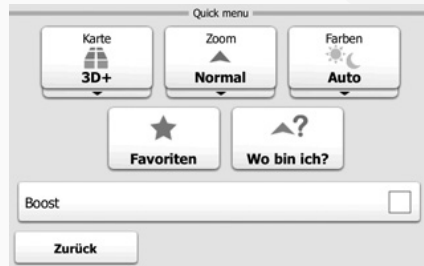 Quick menu
Karte
3D+
Zoom
Normal
Farben
Auto
Favoriten
?
Wo bin ich?
Boost
Zurück